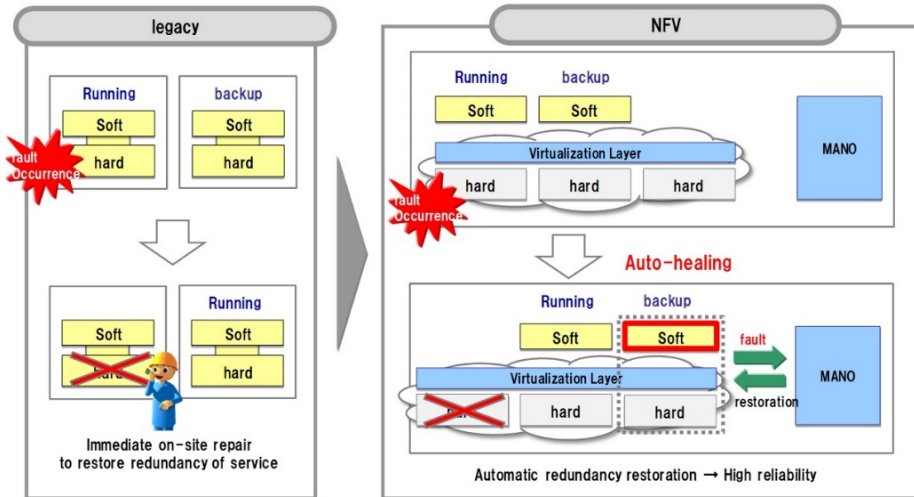 legacy
Running
backup
Soft
Soft
hard
hard
fault
Occurrence
Running
Soft
Soft
hard
Immediate on-site repair
to restore redundancy of service
NFV
Running
backup
Soft
Soft
Virtualization Layer
hard
hard
hard
MANO
fault
Occurrence
Auto-healing
Running
backup
Soft
Soft
fault
Virtualization Layer
restoration
MANO
hard
hard
Automatic redundancy restoration → High reliability